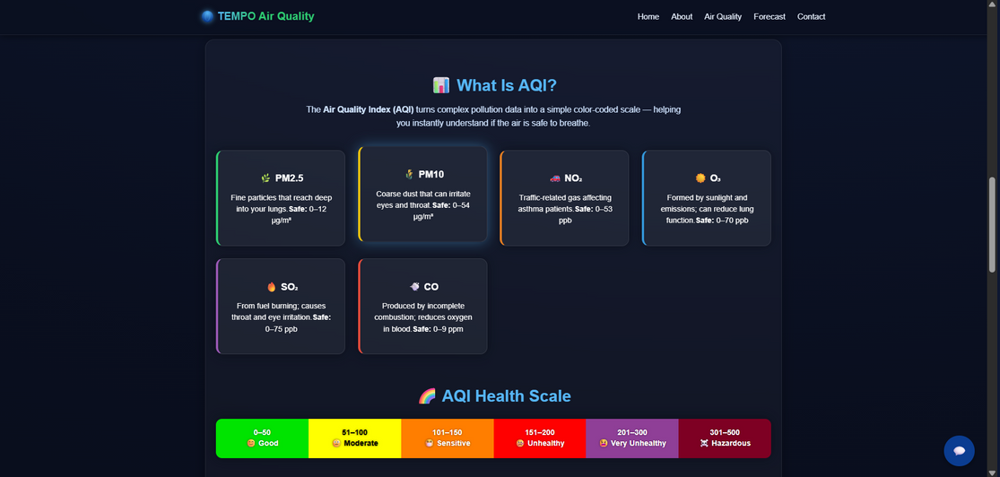 TEMPO Air Quality
Home About Air Quality Forecast Contact
What Is AQI?
The Air Quality Index (AQI) turns complex pollution data into a simple color-coded scale — helping
you instantly understand if the air is safe to breathe.
PM2.5
Fine particles that reach deep
into your lungs.Safe: 0–12
µg/m³
PM10
Coarse dust that can irritate
eyes and throat.Safe: 0–54
µg/m³
NO₂
Traffic-related gas affecting
asthma patients.Safe: 0–53
ppb
O₃
Formed by sunlight and
emissions; can reduce lung
function.Safe: 0–70 ppb
SO₂
From fuel burning; causes
throat and eye irritation.Safe:
0–75 ppb
CO
Produced by incomplete
combustion; reduces oxygen
in blood.Safe: 0–9 ppm
AQI Health Scale
0–50
Good
51–100
Moderate
101–150
Sensitive
151–200
Unhealthy
201–300
Very Unhealthy
301–500
Hazardous